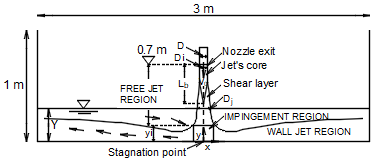 3 m
D
Nozzle exit
0.7 m
Di
Jet's core
1 m
Lb
Shear layer
FREE JET
REGION
Dj
Y
IMPINGEMENT REGION
yi
y
WALL JET REGION
x
Stagnation point